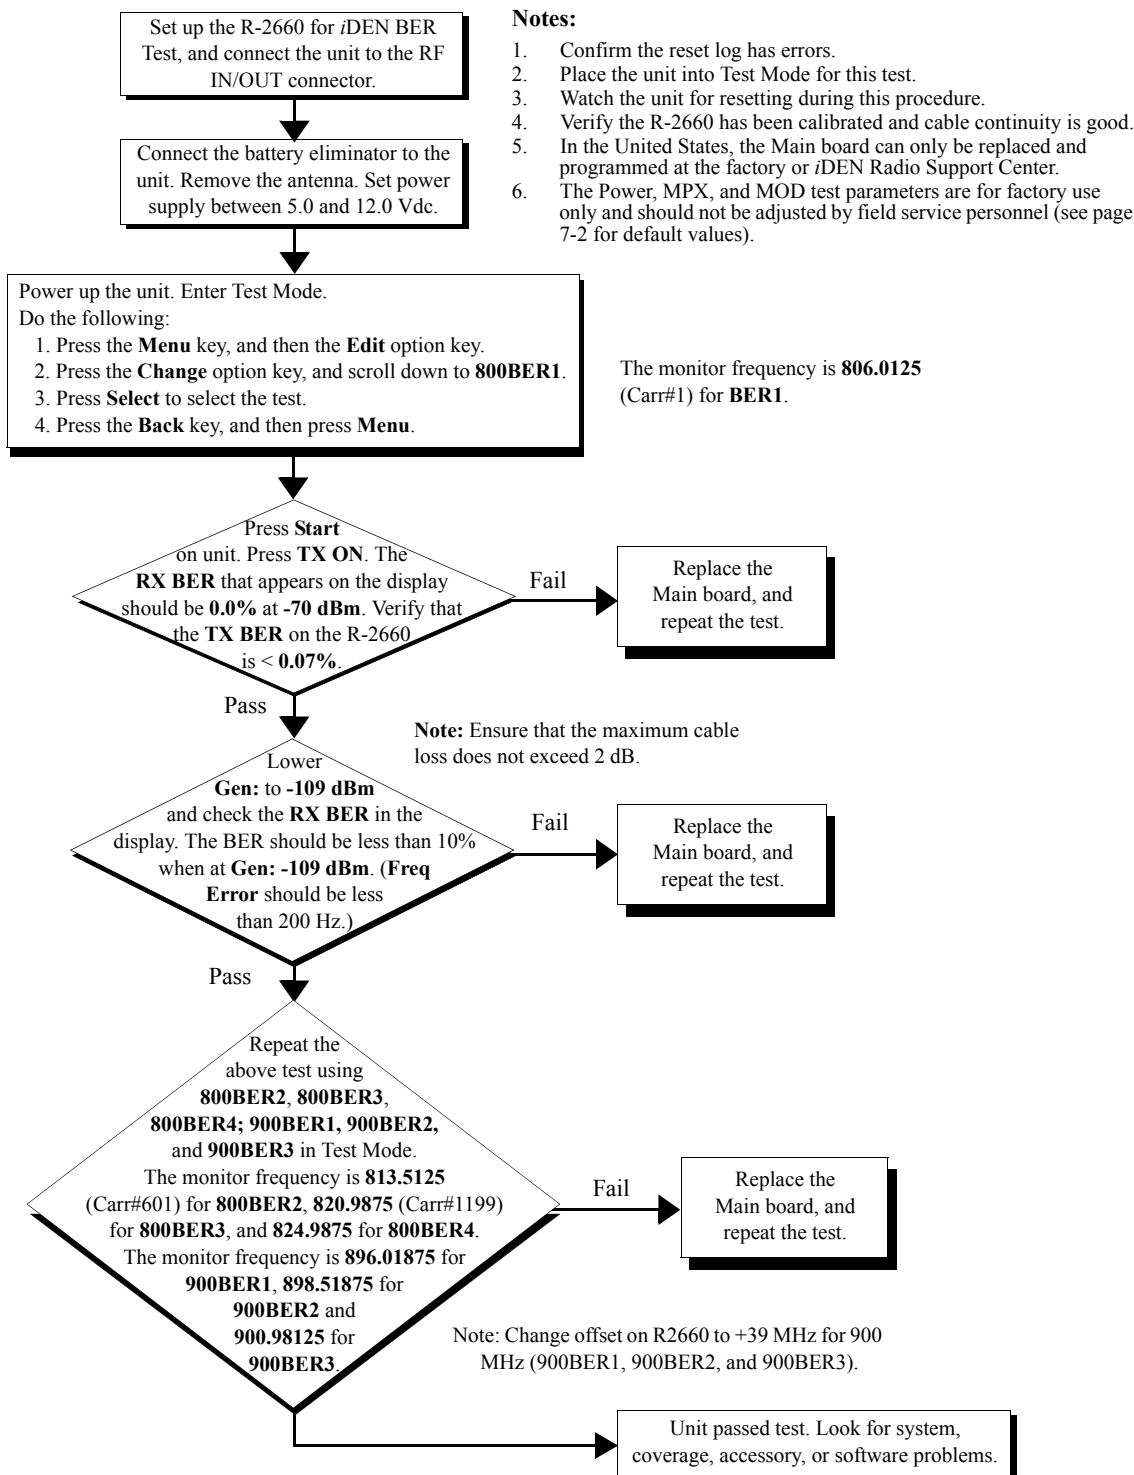 Set up the R-2660 for iDEN BER
Test, and connect the unit to the RF
IN/OUT connector.
Notes:
1. Confirm the reset log has errors.
2. Place the unit into Test Mode for this test.
3. Watch the unit for resetting during this procedure.
4. Verify the R-2660 has been calibrated and cable continuity is good.
5. In the United States, the Main board can only be replaced and
programmed at the factory or iDEN Radio Support Center.
6. The Power, MPX, and MOD test parameters are for factory use
only and should not be adjusted by field service personnel (see page
7-2 for default values).
Connect the battery eliminator to the
unit. Remove the antenna. Set power
supply between 5.0 and 12.0 Vdc.
Power up the unit. Enter Test Mode.
Do the following:
1. Press the Menu key, and then the Edit option key.
2. Press the Change option key, and scroll down to 800BER1.
3. Press Select to select the test.
4. Press the Back key, and then press Menu.
The monitor frequency is 806.0125
(Carr#1) for BER1.
Press Start
on unit. Press TX ON. The
RX BER that appears on the display
should be 0.0% at -70 dBm. Verify that
the TX BER on the R-2660
is < 0.07%.
Fail
Replace the
Main board, and
repeat the test.
Pass
Note: Ensure that the maximum cable
loss does not exceed 2 dB.
Lower
Gen: to -109 dBm
and check the RX BER in the
display. The BER should be less than 10%
when at Gen: -109 dBm. (Freq
Error should be less
than 200 Hz.)
Fail
Replace the
Main board, and
repeat the test.
Pass
Repeat the
above test using
800BER2, 800BER3,
800BER4; 900BER1, 900BER2,
and 900BER3 in Test Mode.
The monitor frequency is 813.5125
(Carr#601) for 800BER2, 820.9875 (Carr#1199)
for 800BER3, and 824.9875 for 800BER4.
The monitor frequency is 896.01875 for
900BER1, 898.51875 for
900BER2 and
900.98125 for
900BER3.
Fail
Replace the
Main board, and
repeat the test.
Note: Change offset on R2660 to +39 MHz for 900
MHz (900BER1, 900BER2, and 900BER3).
Unit passed test. Look for system,
coverage, accessory, or software problems.